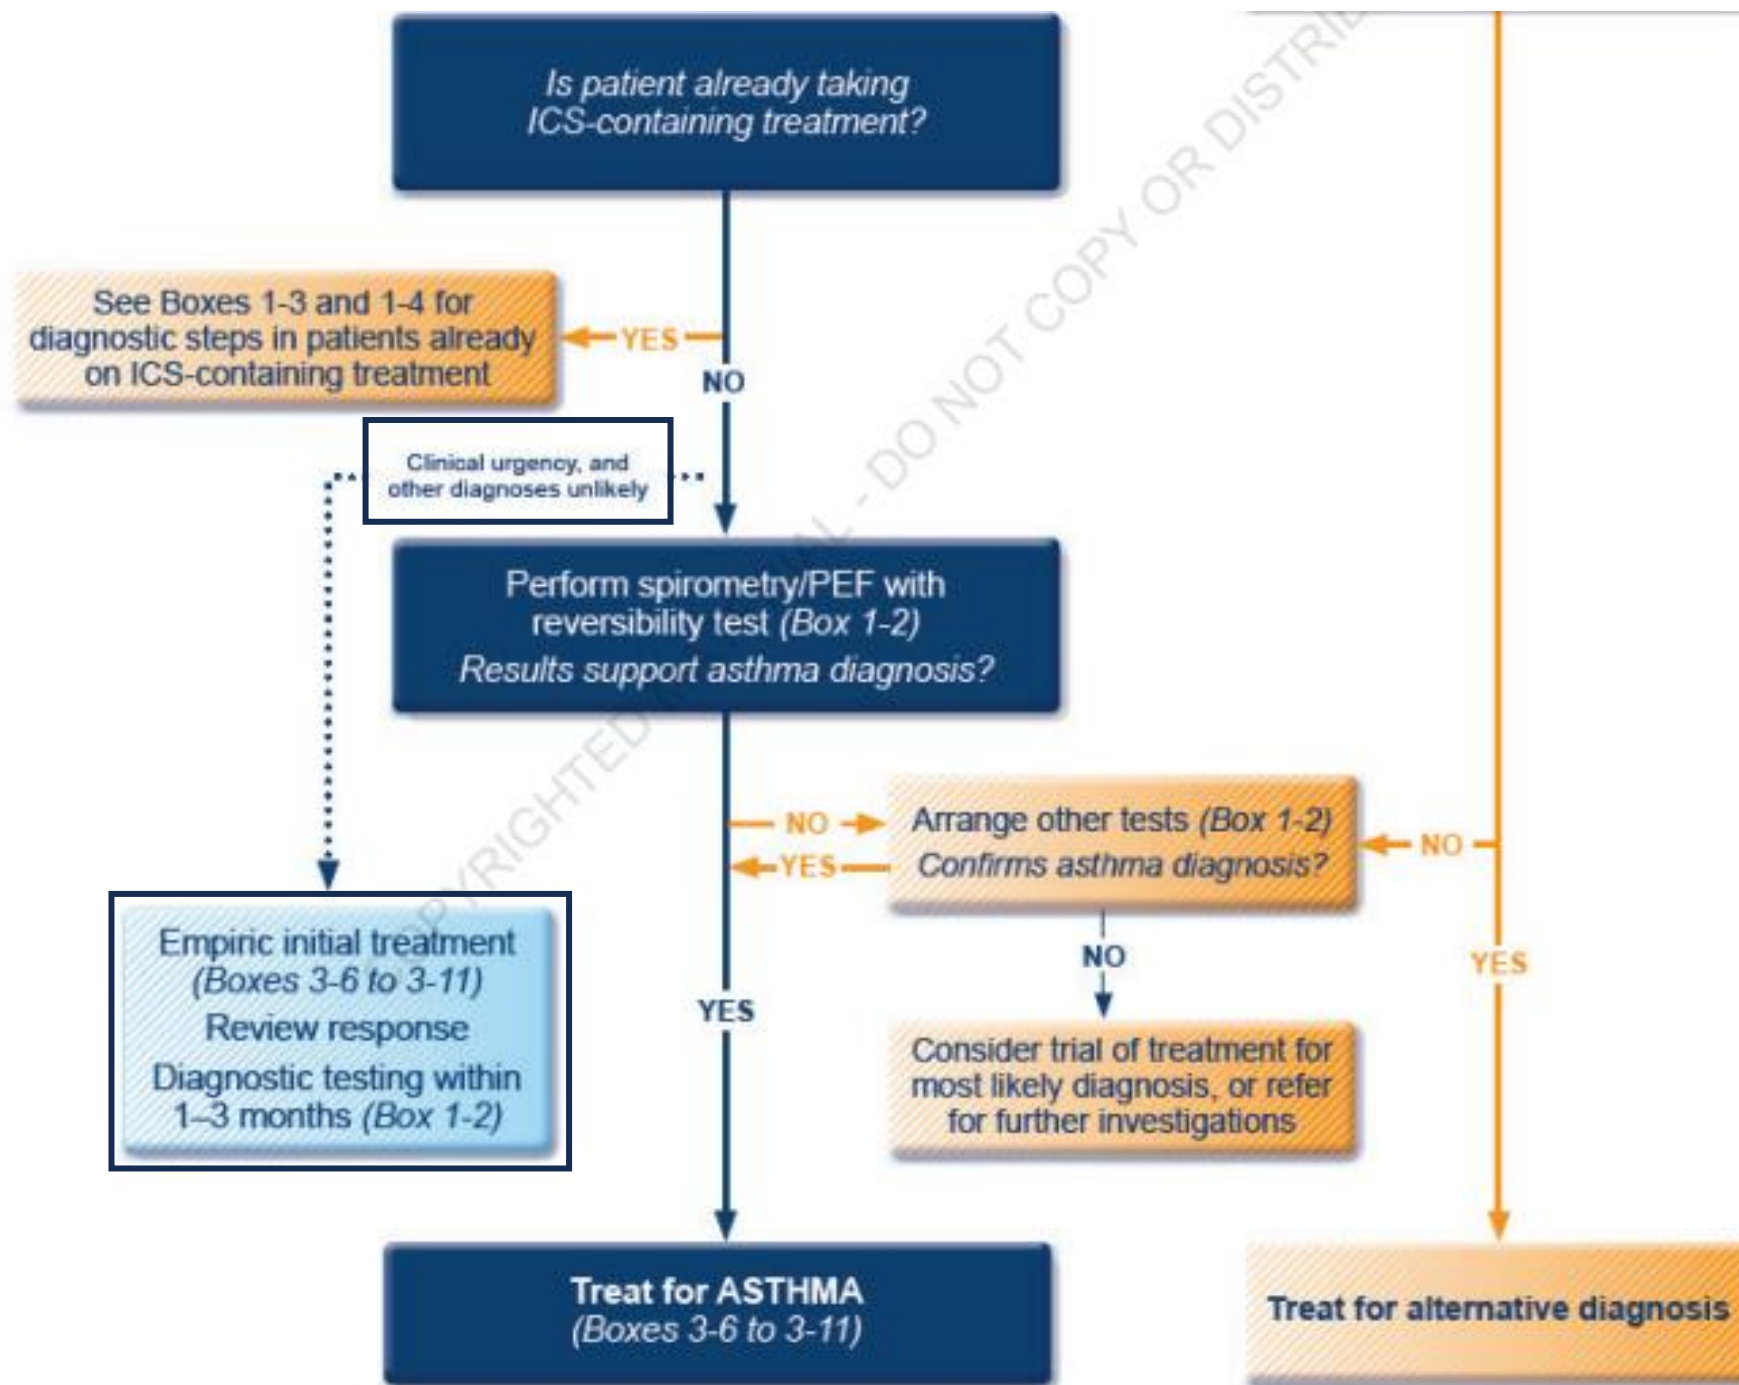 Is patient already taking
ICS-containing treatment?
See Boxes 1-3 and 1-4 for
diagnostic steps in patients already
on ICS-containing treatment
YES
NO
Clinical urgency, and
other diagnoses unlikely
Perform spirometry/PEF with
reversibility test (Box 1-2)
Results support asthma diagnosis?
NO
YES
Arrange other tests (Box 1-2)
Confirms asthma diagnosis?
NO
Empiric initial treatment
(Boxes 3-6 to 3-11)
Review response
Diagnostic testing within
1–3 months (Box 1-2)
YES
NO
YES
Consider trial of treatment for
most likely diagnosis, or refer
for further investigations
Treat for ASTHMA
(Boxes 3-6 to 3-11)
Treat for alternative diagnosis
- DO NOT COPY OR